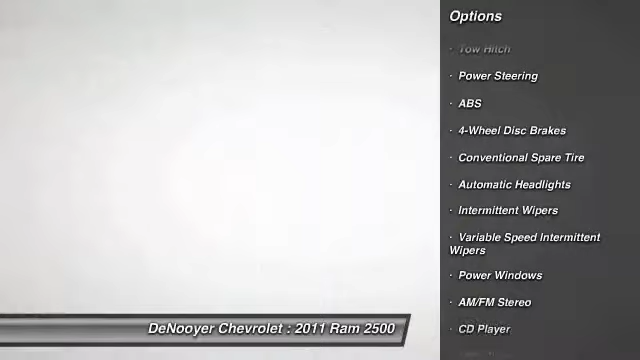 Options
· Tow Hitch
· Power Steering
· ABS
· 4-Wheel Disc Brakes
· Conventional Spare Tire
· Automatic Headlights
· Intermittent Wipers
· Variable Speed Intermittent
Wipers
· Power Windows
· AM/FM Stereo
· CD Player
DeNooyer Chevrolet : 2011 Ram 2500